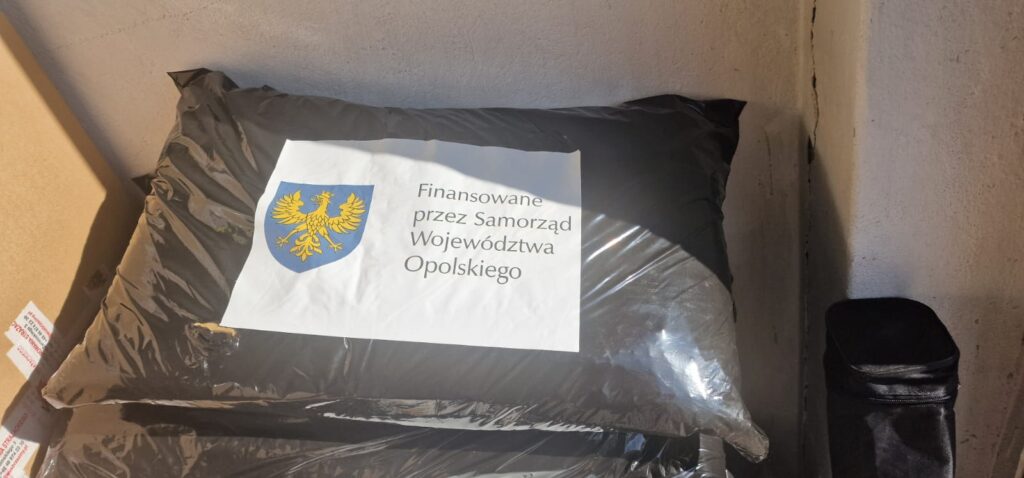 Finansowane
przez Samorząd
Województwa
Opolskiego